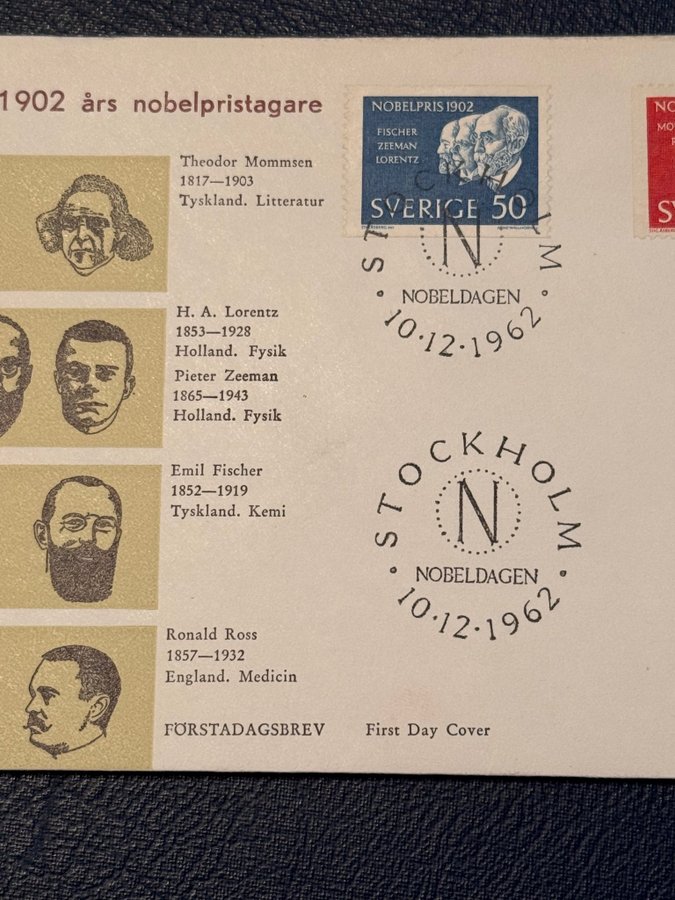 1902 års nobelpristagare
Theodor Mommsen
1817—1903
Tyskland. Litteratur
H. A. Lorentz
1853—1928
Holland. Fysik
Pieter Zeeman
1865—1943
Holland. Fysik
Emil Fischer
1852—1919
Tyskland. Kemi
Ronald Ross
1857—1932
England. Medicin
FÖRSTADAGSBREV First Day Cover
NOBELPRIS 1902
FISCHER
ZEEMAN
LORENTZ
SVERIGE 50
STOCKHOLM
N
NOBELDAGEN
10·12·1962
STOCKHOLM
N
NOBELDAGEN
10·12·1962